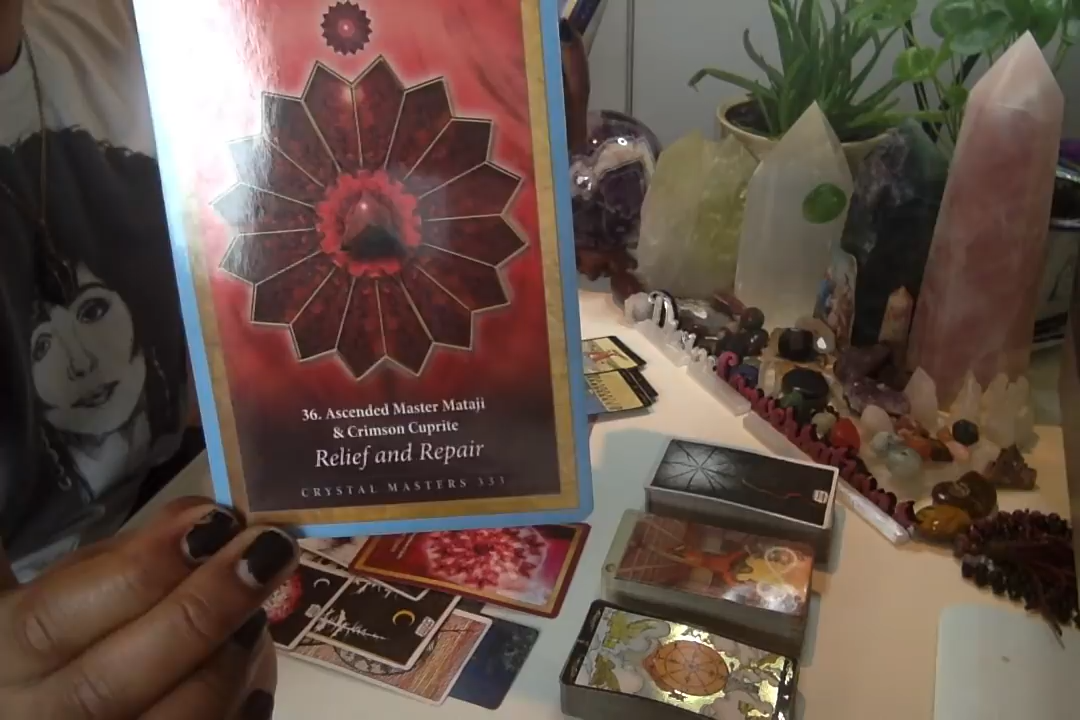 36. Ascended Master Mataji
& Crimson Cuprite
Relief and Repair
CRYSTAL MASTERS 333